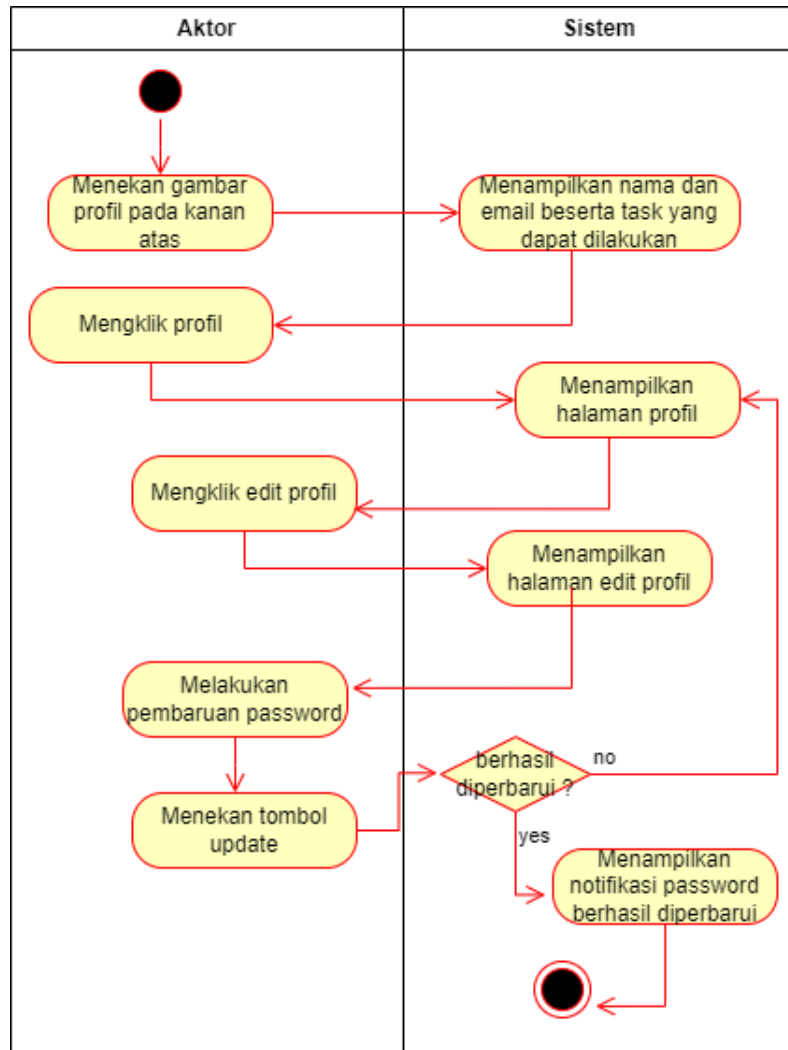 Aktor
Sistem
Menekan gambar
profil pada kanan
atas
Menampilkan nama dan
email beserta task yang
dapat dilakukan
Mengklik profil
Menampilkan
halaman profil
Mengklik edit profil
Menampilkan
halaman edit profil
Melakukan
pembaruan password
Menekan tombol
update
berhasil
diperbarui ?
no
yes
Menampilkan
notifikasi password
berhasil diperbarui